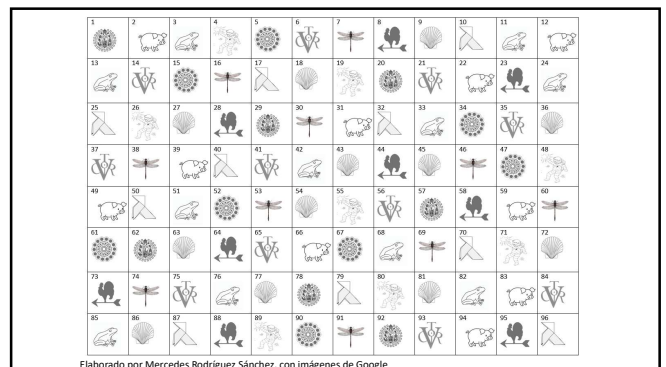 1 2 3 4 5 6 7 8 9 10 11 12
13 14 15 16 17 18 19 20 21 22 23 24
25 26 27 28 29 30 31 32 33 34 35 36
37 38 39 40 41 42 43 44 45 46 47 48
49 50 51 52 53 54 55 56 57 58 59 60
61 62 63 64 65 66 67 68 69 70 71 72
73 74 75 76 77 78 79 80 81 82 83 84
85 86 87 88 89 90 91 92 93 94 95 96
Elaborado por Mercedes Rodríguez Sánchez, con imágenes de Google